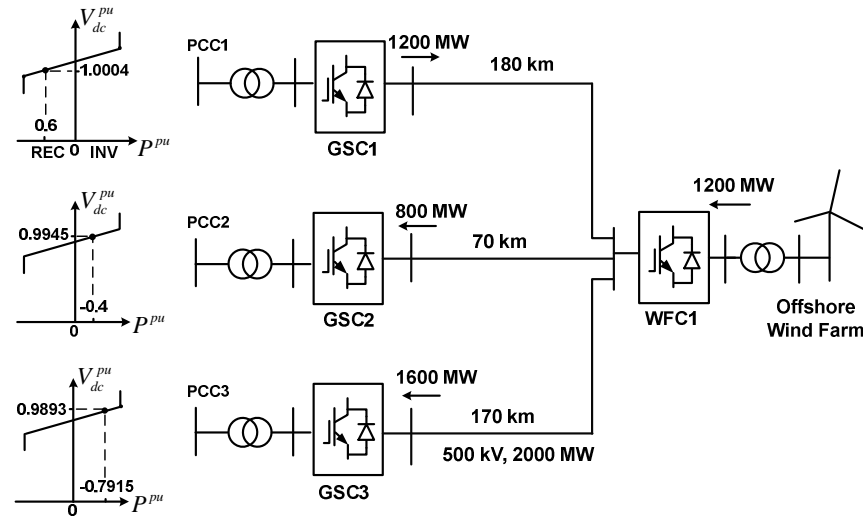 V_dc^pu
1.0004
0.6
REC 0 INV
P^pu
PCC1
GSC1
1200 MW
180 km
V_dc^pu
0.9945
-0.4
0
P^pu
PCC2
GSC2
800 MW
70 km
1200 MW
WFC1
Offshore
Wind Farm
V_dc^pu
0.9893
-0.7915
0
P^pu
PCC3
GSC3
1600 MW
170 km
500 kV, 2000 MW